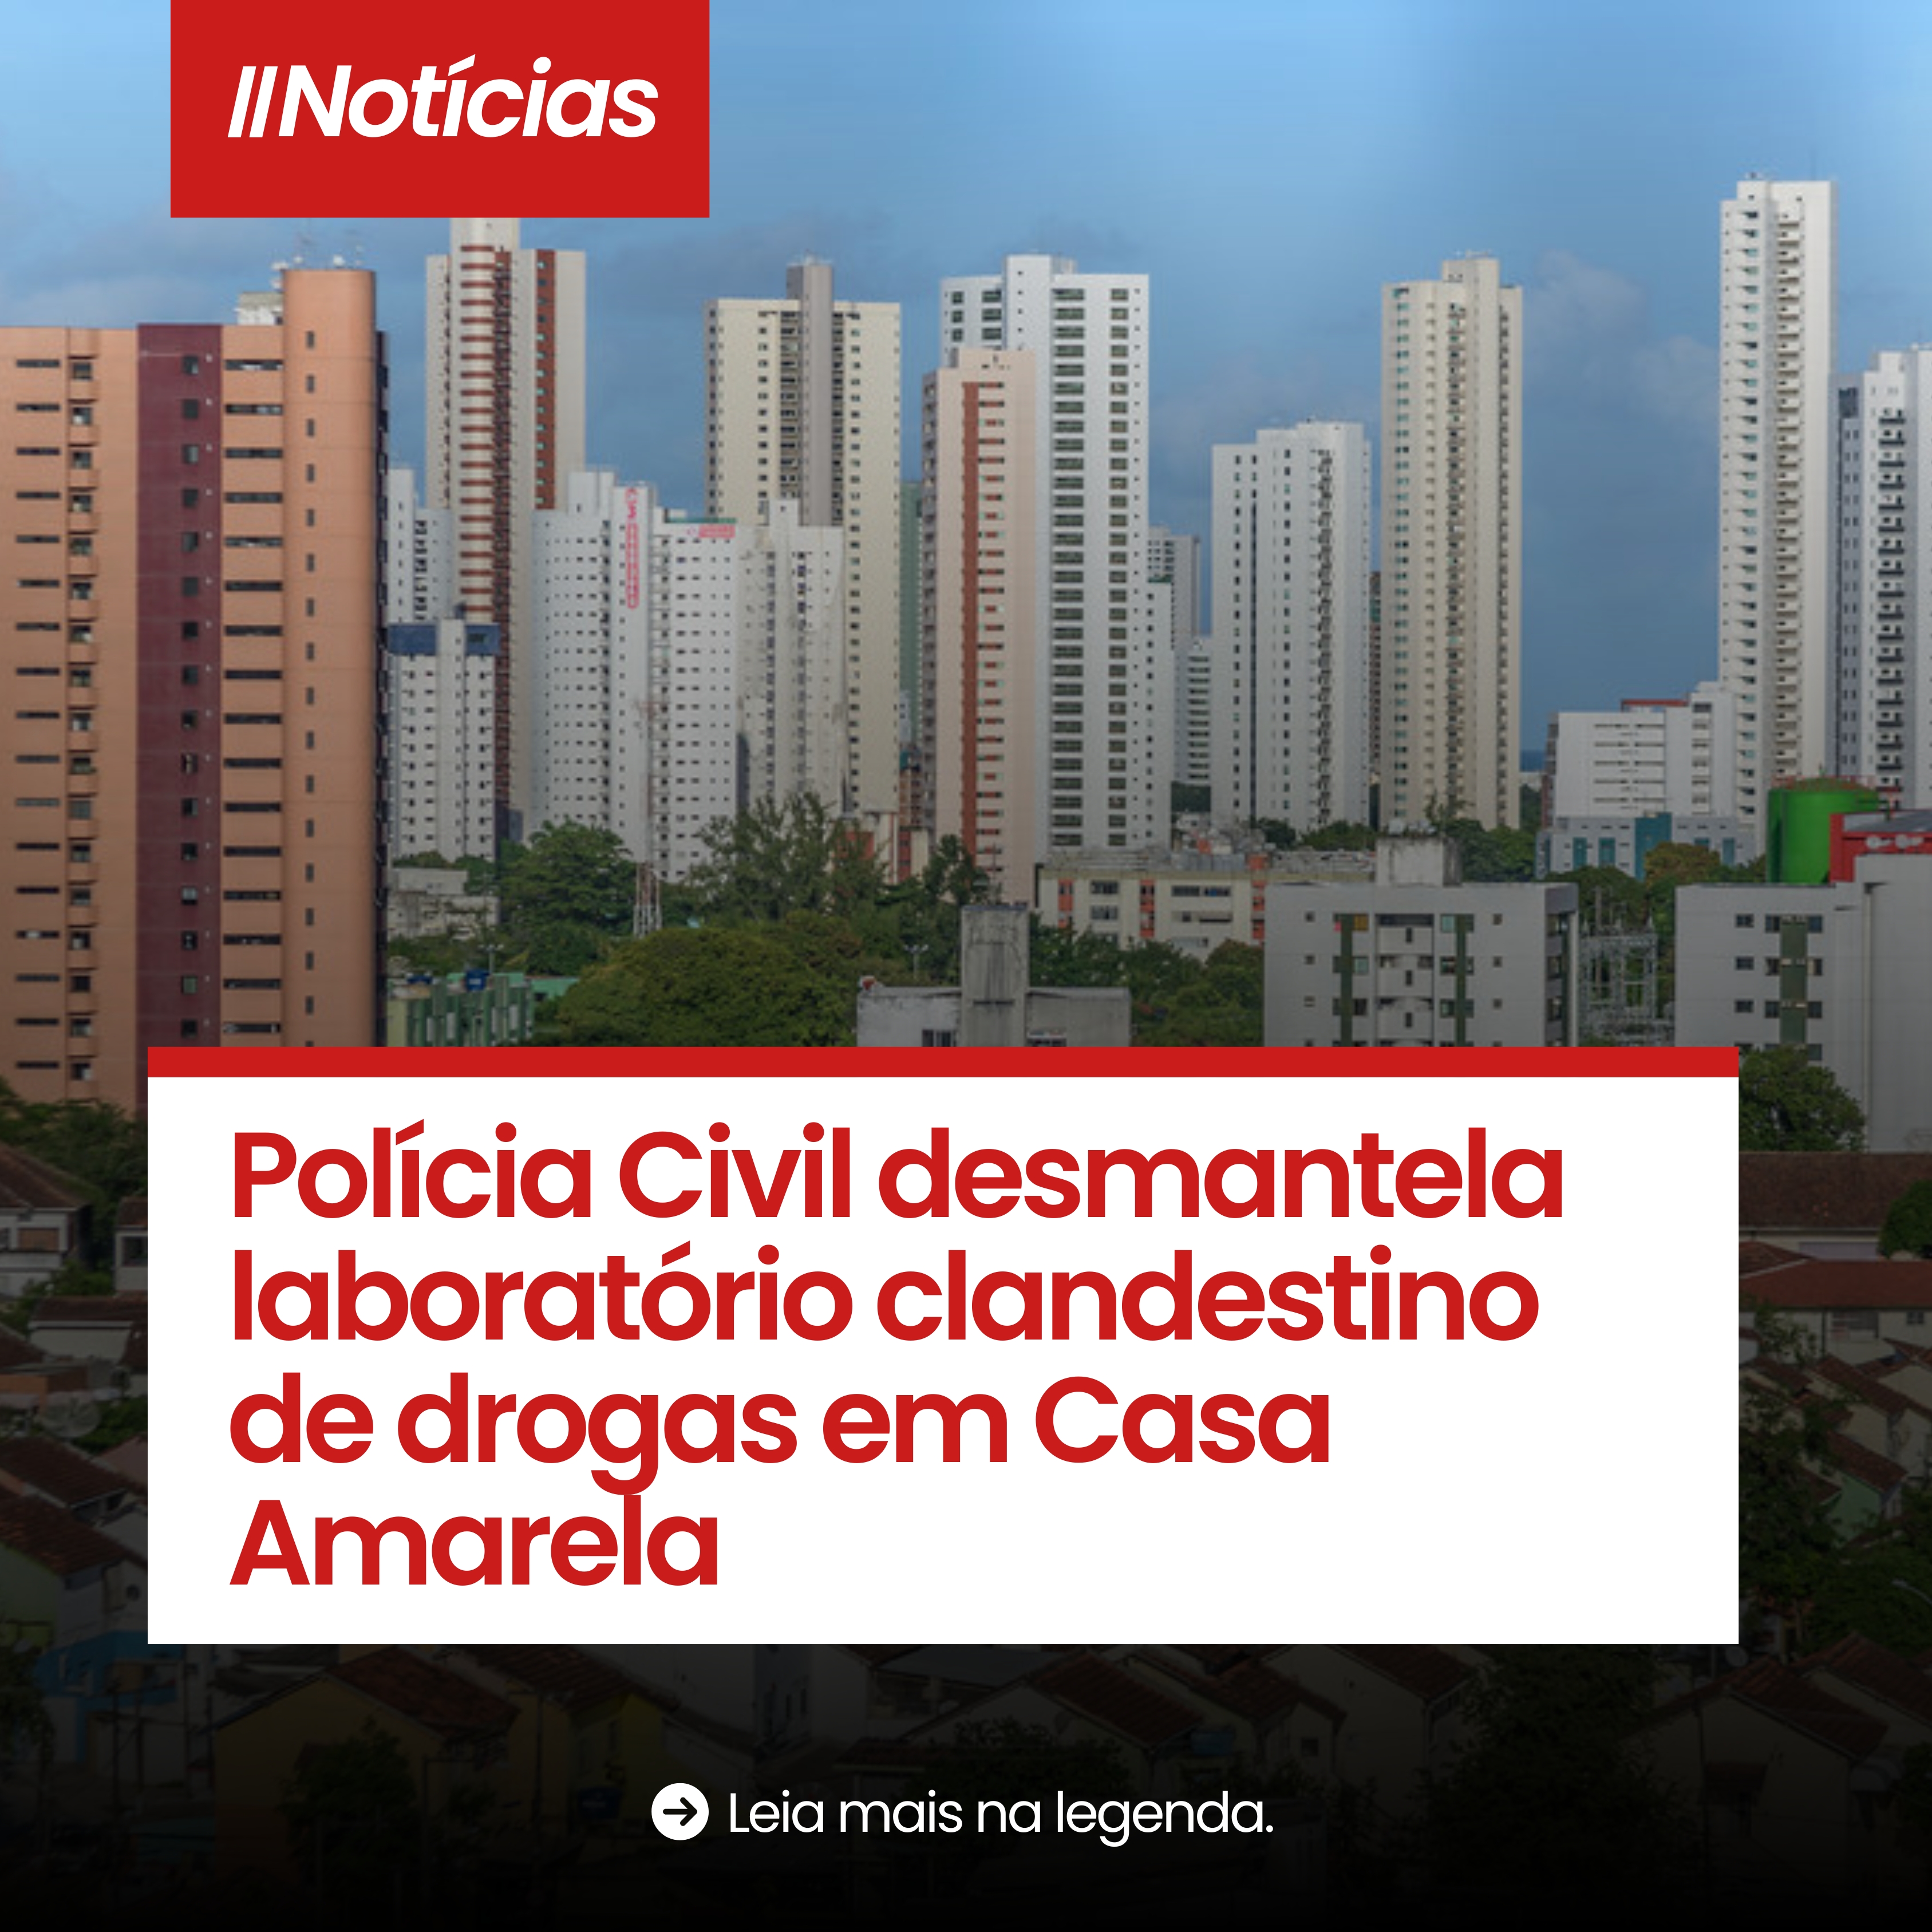 //Notícias
Polícia Civil desmantela
laboratório clandestino
de drogas em Casa
Amarela
Leia mais na legenda.